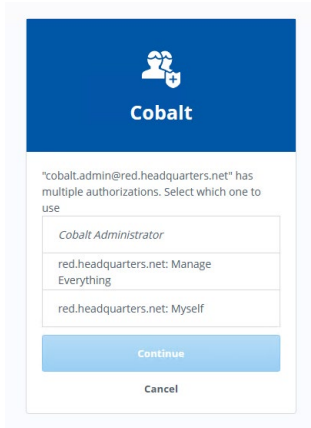 Cobalt
"cobalt.admin@red.headquarters.net" has
multiple authorizations. Select which one to
use
Cobalt Administrator
red.headquarters.net: Manage
Everything
red.headquarters.net: Myself
Continue
Cancel